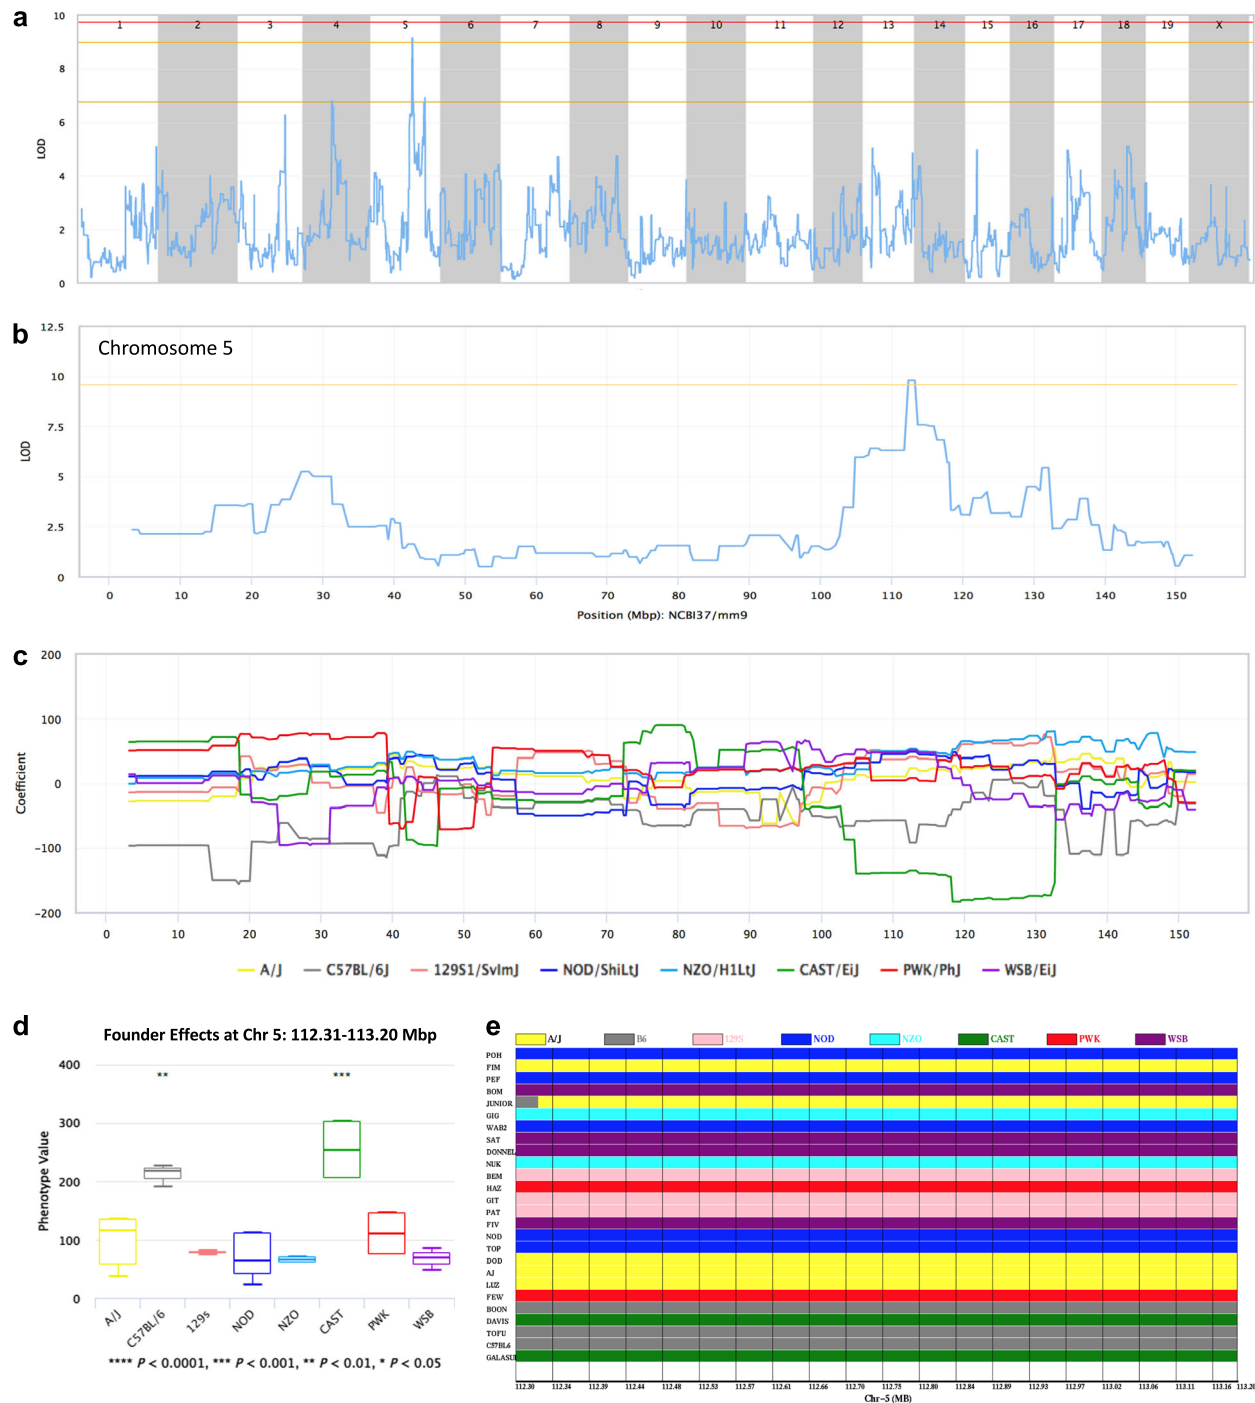 a
10
1 2 3 4 5 6 7 8 9 10 11 12 13 14 15 16 17 18 19 X
8
6
LOD
4
2
0
b
12.5
Chromosome 5
10
7.5
LOD
5
2.5
0
0 10 20 30 40 50 60 70 80 90 100 110 120 130 140 150
Position (Mbp): NCBI37/mm9
c
200
100
Coefficient
0
-100
-200
0 10 20 30 40 50 60 70 80 90 100 110 120 130 140 150
A/J C57BL/6J 129S1/SvImJ NOD/ShiLtJ NZO/H1LtJ CAST/EiJ PWK/PhJ WSB/EiJ
d
Founder Effects at Chr 5: 112.31-113.20 Mbp
400
** ***
300
Phenotype Value
200
100
0
A/J C57BL/6 129s NOD NZO CAST PWK WSB
**** P < 0.0001, *** P < 0.001, ** P < 0.01, * P < 0.05
e
A/J B6 129S NOD NZO CAST PWK WSB
POH
FIM
PEF
BOM
JUNIOR
GIG
WAB2
SAT
DONNEL
NUK
BEM
HAZ
GIT
PAT
FIV
NOD
TOP
DOD
AJ
LUZ
FEW
BOON
DAVIS
TOFU
C57BL6
GALASU
112.30 112.34 112.39 112.44 112.48 112.53 112.57 112.61 112.66 112.70 112.75 112.80 112.84 112.89 112.93 112.97 113.02 113.06 113.11 113.16 113.20
Chr-5 (MB)